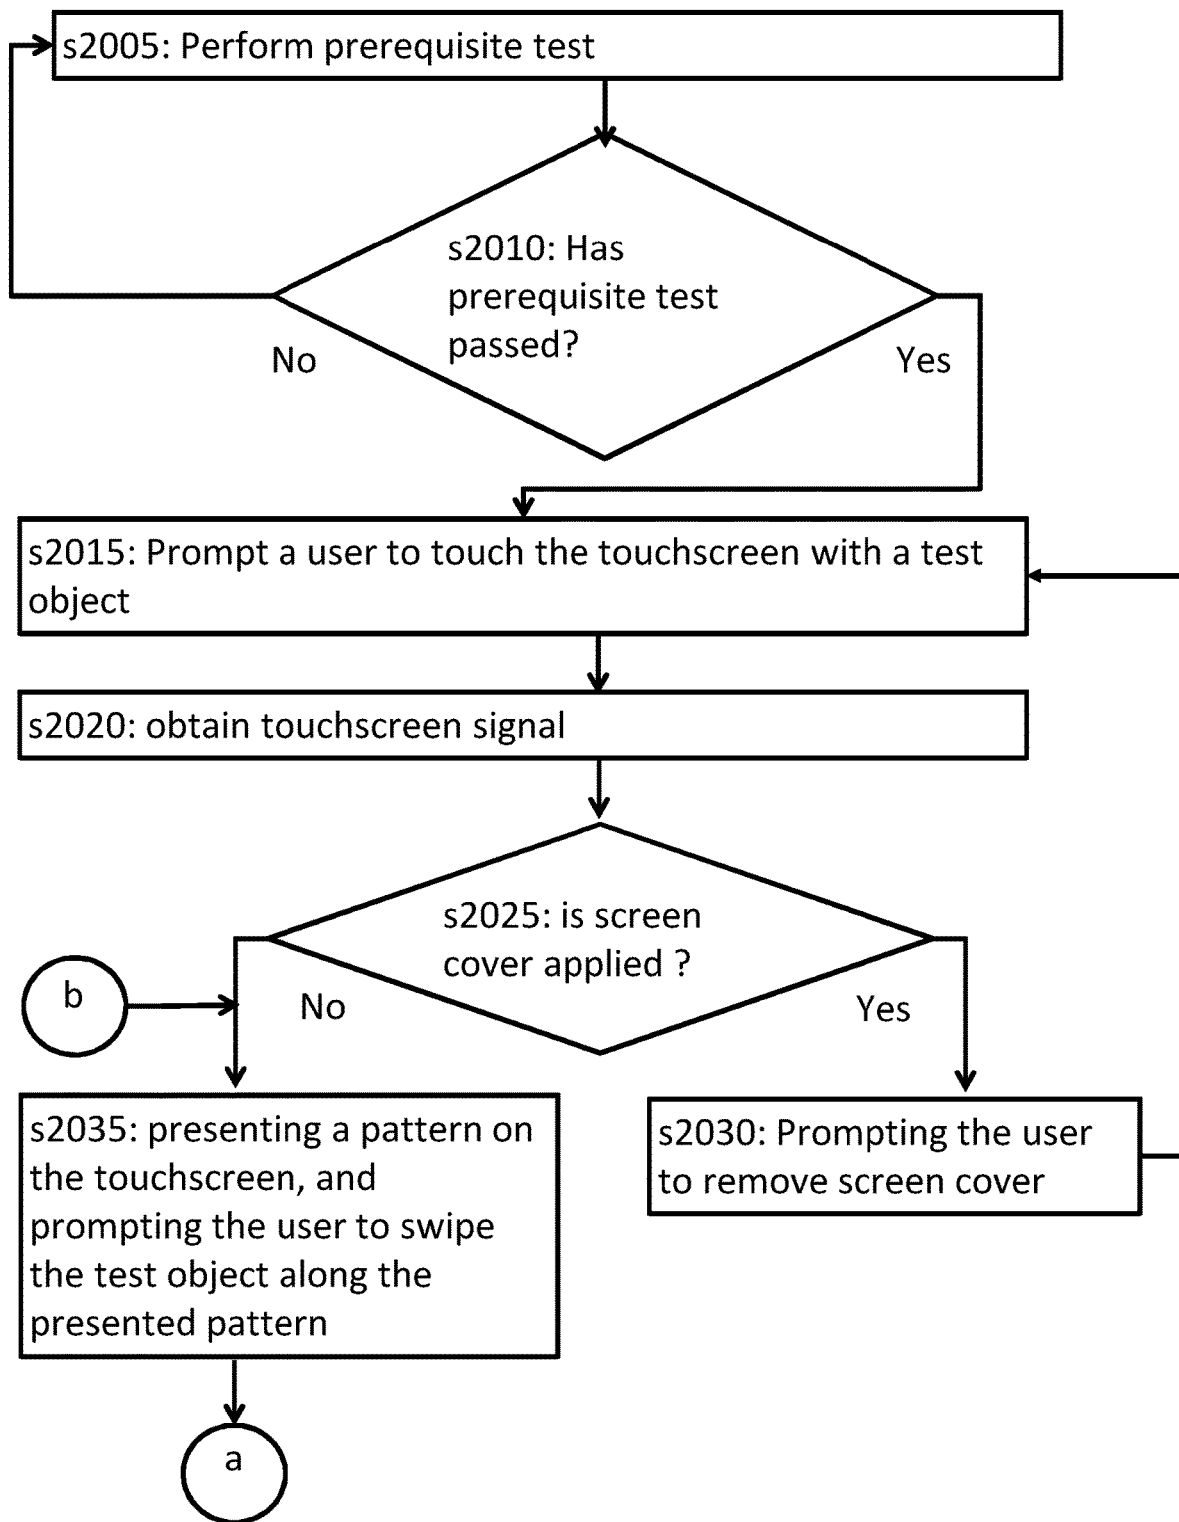 s2005: Perform prerequisite test
s2010: Has
prerequisite test
passed?
No
Yes
s2015: Prompt a user to touch the touchscreen with a test
object
s2020: obtain touchscreen signal
s2025: is screen
cover applied ?
b
No
Yes
s2035: presenting a pattern on
the touchscreen, and
prompting the user to swipe
the test object along the
presented pattern
s2030: Prompting the user
to remove screen cover
a